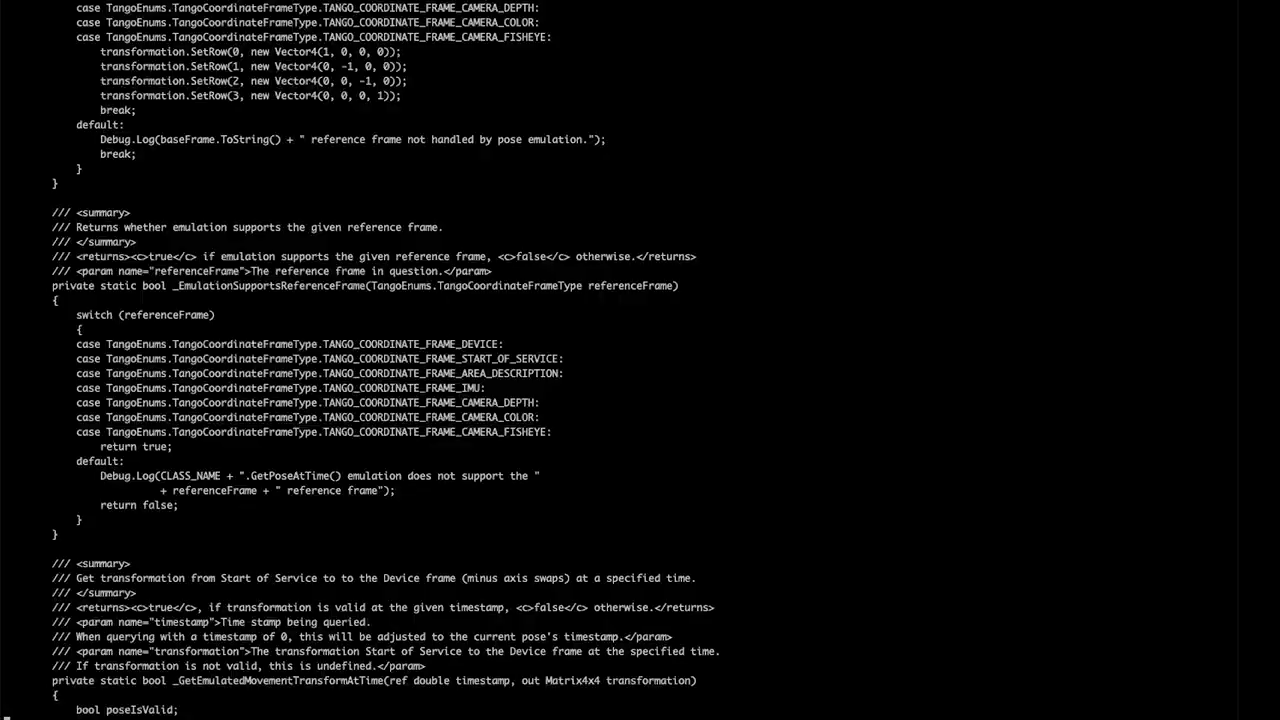 case TangoEnums.TangoCoordinateFrameType.TANGO_COORDINATE_FRAME_CAMERA_DEPTH:
case TangoEnums.TangoCoordinateFrameType.TANGO_COORDINATE_FRAME_CAMERA_COLOR:
case TangoEnums.TangoCoordinateFrameType.TANGO_COORDINATE_FRAME_CAMERA_FISHEYE:
transformation.SetRow(0, new Vector4(1, 0, 0, 0));
transformation.SetRow(1, new Vector4(0, -1, 0, 0));
transformation.SetRow(2, new Vector4(0, 0, -1, 0));
transformation.SetRow(3, new Vector4(0, 0, 0, 1));
break;
default:
Debug.Log(baseFrame.ToString() + " reference frame not handled by pose emulation.");
break;
}
}
/// <summary>
/// Returns whether emulation supports the given reference frame.
/// </summary>
/// <returns><c>true</c> if emulation supports the given reference frame, <c>false</c> otherwise.</returns>
/// <param name="referenceFrame">The reference frame in question.</param>
private static bool _EmulationSupportsReferenceFrame(TangoEnums.TangoCoordinateFrameType referenceFrame)
{
switch (referenceFrame)
{
case TangoEnums.TangoCoordinateFrameType.TANGO_COORDINATE_FRAME_DEVICE:
case TangoEnums.TangoCoordinateFrameType.TANGO_COORDINATE_FRAME_START_OF_SERVICE:
case TangoEnums.TangoCoordinateFrameType.TANGO_COORDINATE_FRAME_AREA_DESCRIPTION:
case TangoEnums.TangoCoordinateFrameType.TANGO_COORDINATE_FRAME_IMU:
case TangoEnums.TangoCoordinateFrameType.TANGO_COORDINATE_FRAME_CAMERA_DEPTH:
case TangoEnums.TangoCoordinateFrameType.TANGO_COORDINATE_FRAME_CAMERA_COLOR:
case TangoEnums.TangoCoordinateFrameType.TANGO_COORDINATE_FRAME_CAMERA_FISHEYE:
return true;
default:
Debug.Log(CLASS_NAME + ".GetPoseAtTime() emulation does not support the "
+ referenceFrame + " reference frame");
return false;
}
}
/// <summary>
/// Get transformation from Start of Service to to the Device frame (minus axis swaps) at a specified time.
/// </summary>
/// <returns><c>true</c>, if transformation is valid at the given timestamp, <c>false</c> otherwise.</returns>
/// <param name="timestamp">Time stamp being queried.
/// When querying with a timestamp of 0, this will be adjusted to the current pose's timestamp.</param>
/// <param name="transformation">The transformation Start of Service to the Device frame at the specified time.
/// If transformation is not valid, this is undefined.</param>
private static bool _GetEmulatedMovementTransformAtTime(ref double timestamp, out Matrix4x4 transformation)
{
bool poseIsValid;